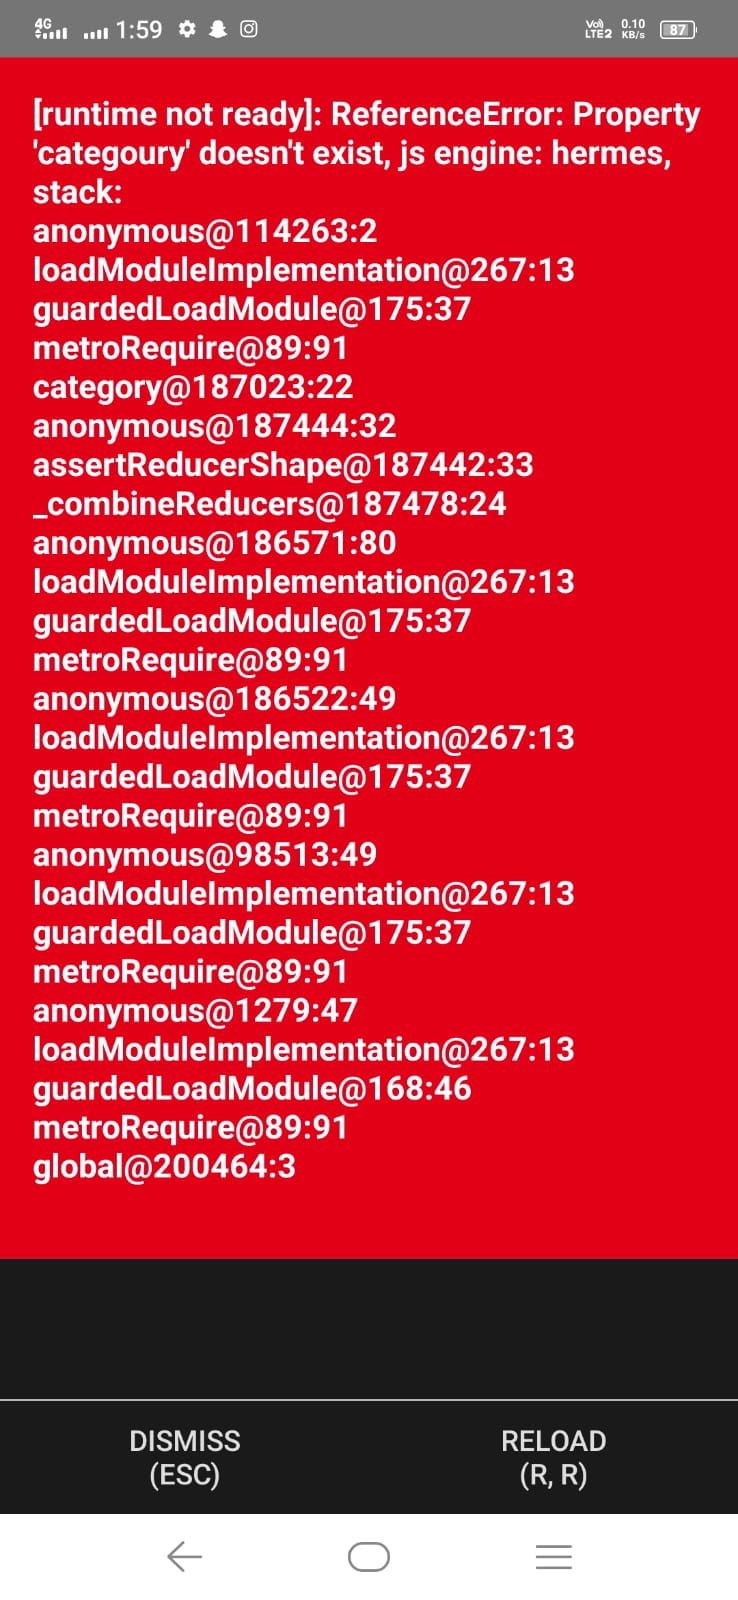 4G 1:59 Vo) 0.10
LTE2 KB/s 87
[runtime not ready]: ReferenceError: Property
'categoury' doesn't exist, js engine: hermes,
stack:
anonymous@114263:2
loadModuleImplementation@267:13
guardedLoadModule@175:37
metroRequire@89:91
category@187023:22
anonymous@187444:32
assertReducerShape@187442:33
_combineReducers@187478:24
anonymous@186571:80
loadModuleImplementation@267:13
guardedLoadModule@175:37
metroRequire@89:91
anonymous@186522:49
loadModuleImplementation@267:13
guardedLoadModule@175:37
metroRequire@89:91
anonymous@98513:49
loadModuleImplementation@267:13
guardedLoadModule@175:37
metroRequire@89:91
anonymous@1279:47
loadModuleImplementation@267:13
guardedLoadModule@168:46
metroRequire@89:91
global@200464:3
DISMISS
(ESC)
RELOAD
(R, R)